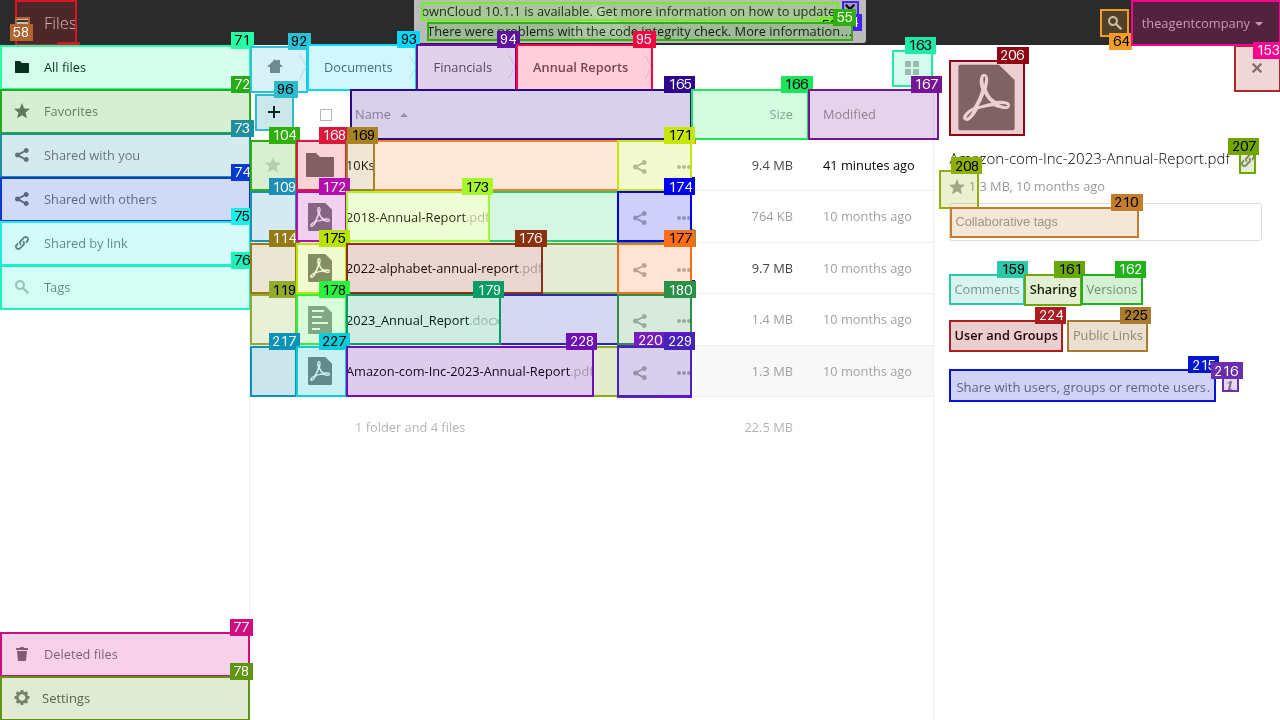 ownCloud 10.1.1 is available. Get more information on how to update.
There were problems with the code integrity check. More information…
55
58
Files
64
theagentcompany
71
All files
72
Favorites
73
Shared with you
74
Shared with others
75
Shared by link
76
Tags
77
Deleted files
78
Settings
92
93
Documents
94
Financials
95
Annual Reports
163
153
96
+
165
Name
166
Size
167
Modified
104
168
169
10Ks
171
9.4 MB
41 minutes ago
109
172
173
2018-Annual-Report.pdf
174
764 KB
10 months ago
114
175
176
2022-alphabet-annual-report.pdf
177
9.7 MB
10 months ago
119
178
179
2023_Annual_Report.docx
180
1.4 MB
10 months ago
217
227
228
Amazon-com-Inc-2023-Annual-Report.pdf
220
229
1.3 MB
10 months ago
1 folder and 4 files
22.5 MB
206
207
Amazon-com-Inc-2023-Annual-Report.pdf
208
1.3 MB, 10 months ago
210
Collaborative tags
159
Comments
161
Sharing
162
Versions
224
User and Groups
225
Public Links
215
216
Share with users, groups or remote users.